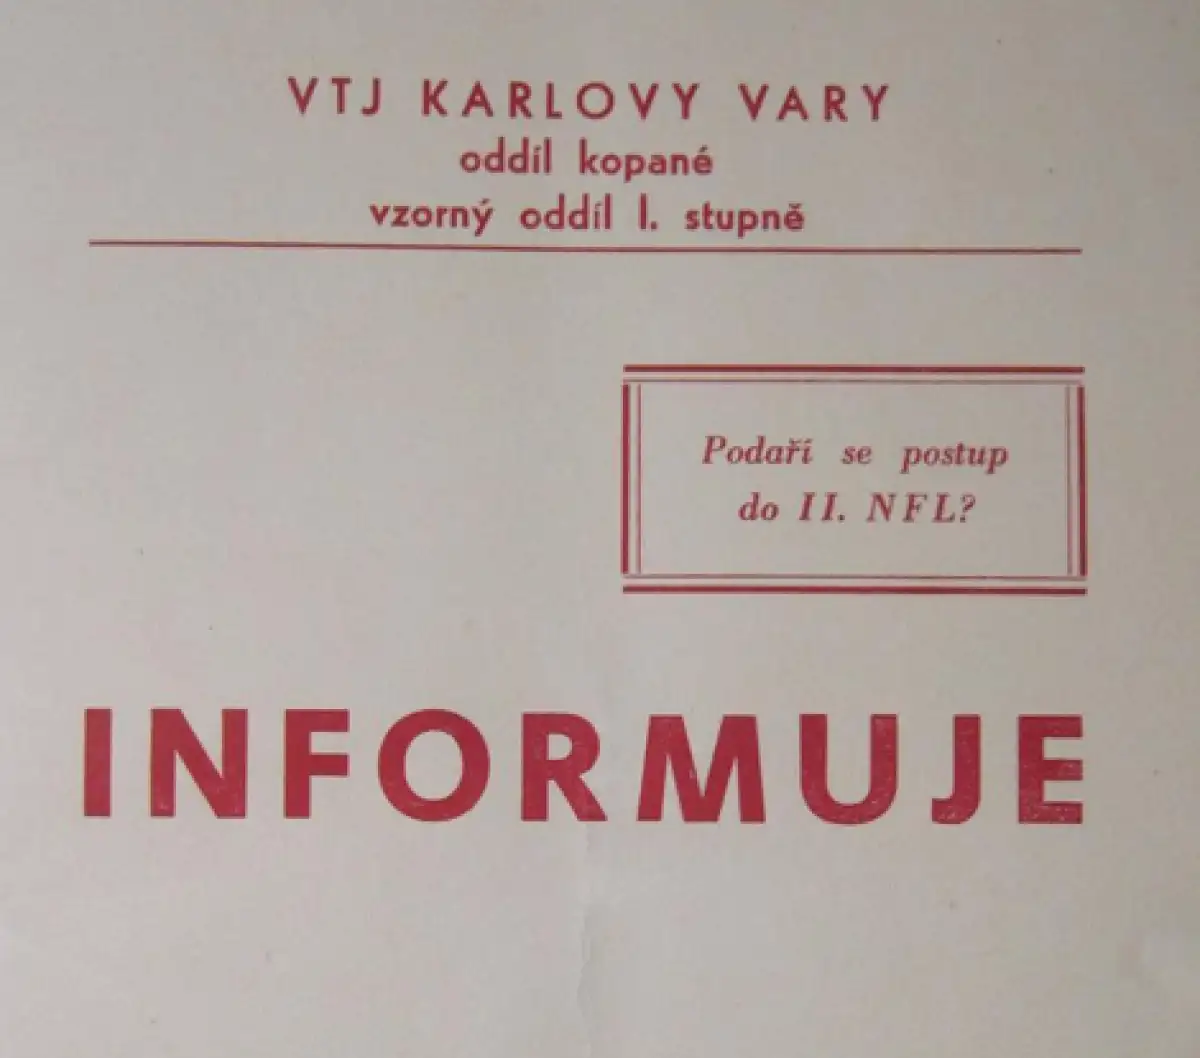 VTJ KARLOVY VARY
oddíl kopané
vzorný oddíl I. stupně
Podaří se postup
do II. NFL?
INFORMUJE